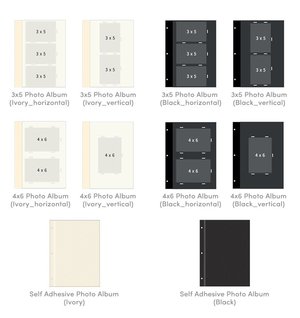 3 x 5
3 x 5
3 x 5
3x5 Photo Album
(Ivory_horizontal)
3 x 5
3 x 5
3x5 Photo Album
(Ivory_vertical)
3 x 5
3 x 5
3 x 5
3x5 Photo Album
(Black_horizontal)
3 x 5
3 x 5
3x5 Photo Album
(Black_vertical)
4 x 6
4 x 6
4x6 Photo Album
(Ivory_horizontal)
4 x 6
4x6 Photo Album
(Ivory_vertical)
4 x 6
4 x 6
4x6 Photo Album
(Black_horizontal)
4 x 6
4x6 Photo Album
(Black_vertical)
Self Adhesive Photo Album
(Ivory)
Self Adhesive Photo Album
(Black)